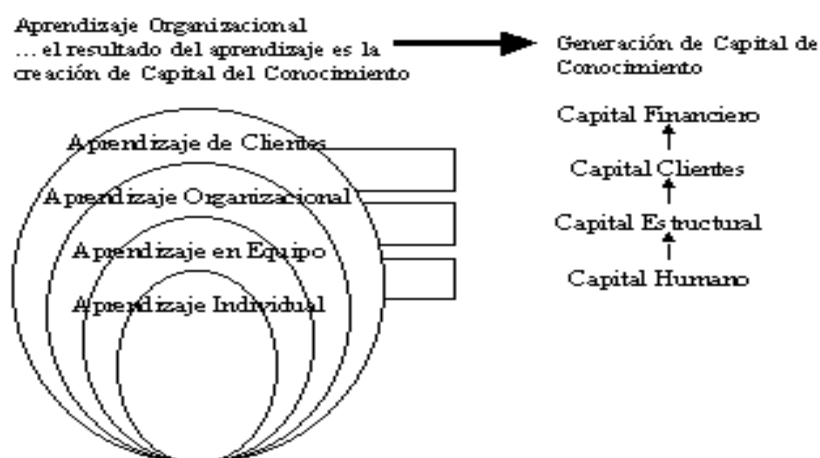 Aprendizaje Organizacional
... el resultado del aprendizaje es la
creación de Capital del Conocimiento
Generación de Capital de
Conocimiento
Aprendizaje de Clientes
Aprendizaje Organizacional
Aprendizaje en Equipo
Aprendizaje Individual
Capital Financiero
Capital Clientes
Capital Estructural
Capital Humano